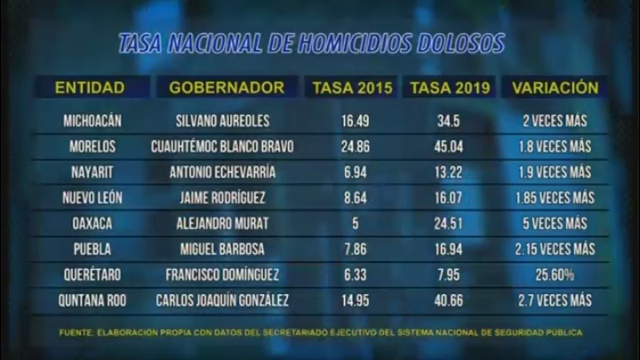 TASA NACIONAL DE HOMICIDIOS DOLOSOS
ENTIDAD GOBERNADOR TASA 2015 TASA 2019 VARIACIÓN
MICHOACÁN SILVANO AUREOLES 16.49 34.5 2 VECES MÁS
MORELOS CUAUHTÉMOC BLANCO BRAVO 24.86 45.04 1.8 VECES MÁS
NAYARIT ANTONIO ECHEVARRÍA 6.94 13.22 1.9 VECES MÁS
NUEVO LEÓN JAIME RODRÍGUEZ 8.64 16.07 1.85 VECES MÁS
OAXACA ALEJANDRO MURAT 5 24.51 5 VECES MÁS
PUEBLA MIGUEL BARBOSA 7.86 16.94 2.15 VECES MÁS
QUERÉTARO FRANCISCO DOMÍNGUEZ 6.33 7.95 25.60%
QUNTANA ROO CARLOS JOAQUÍN GONZÁLEZ 14.95 40.66 2.7 VECES MÁS
FUENTE: ELABORACIÓN PROPIA CON DATOS DEL SECRETARIADO EJECUTIVO DEL SISTEMA NACIONAL DE SEGURIDAD PÚBLICA